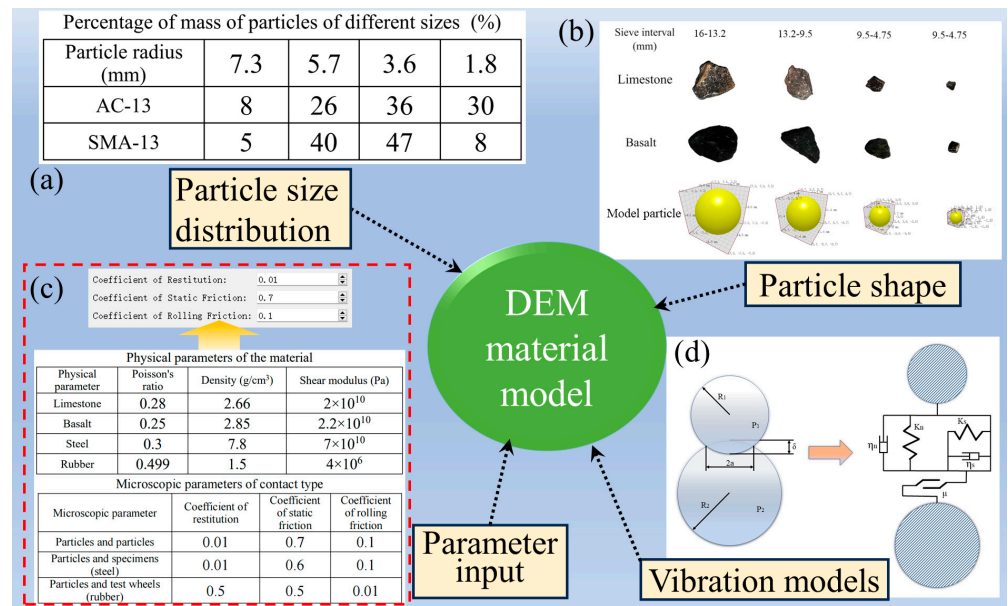 Percentage of mass of particles of different sizes (%)
Particle radius (mm) 7.3 5.7 3.6 1.8
AC-13 8 26 36 30
SMA-13 5 40 47 8
(a)
Particle size
distribution
(b)
Sieve interval (mm) 16-13.2 13.2-9.5 9.5-4.75 9.5-4.75
Limestone
Basalt
Model particle
Particle shape
DEM
material
model
(c)
Coefficient of Restitution: 0.01
Coefficient of Static Friction: 0.7
Coefficient of Rolling Friction: 0.1
Physical parameters of the material
Physical parameter Poisson's ratio Density (g/cm³) Shear modulus (Pa)
Limestone 0.28 2.66 2×10¹⁰
Basalt 0.25 2.85 2.2×10¹⁰
Steel 0.3 7.8 7×10¹⁰
Rubber 0.499 1.5 4×10⁶
Microscopic parameters of contact type
Microscopic parameter Coefficient of restitution Coefficient of static friction Coefficient of rolling friction
Particles and particles 0.01 0.7 0.1
Particles and specimens (steel) 0.01 0.6 0.1
Particles and test wheels (rubber) 0.5 0.5 0.01
Parameter
input
(d)
R₁
P₁
δ
2a
R₂
P₂
ηn
Kn
Ks
ηs
μ
Vibration models